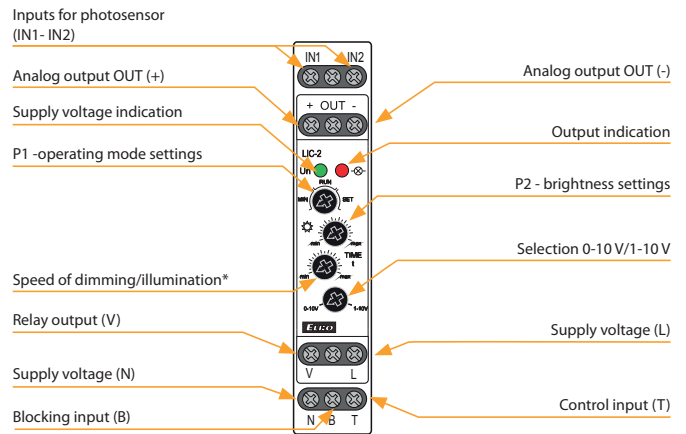 Inputs for photosensor
(IN1- IN2)
Analog output OUT (+)
Supply voltage indication
P1 -operating mode settings
Speed of dimming/illumination*
Relay output (V)
Supply voltage (N)
Blocking input (B)
IN1 IN2
+ OUT -
LIC-2
Un
RUN
MIN SET
min max
TIME
t
min max
0-10V 1-10V
ELKO
V L
N B T
Analog output OUT (-)
Output indication
P2 - brightness settings
Selection 0-10 V/1-10 V
Supply voltage (L)
Control input (T)